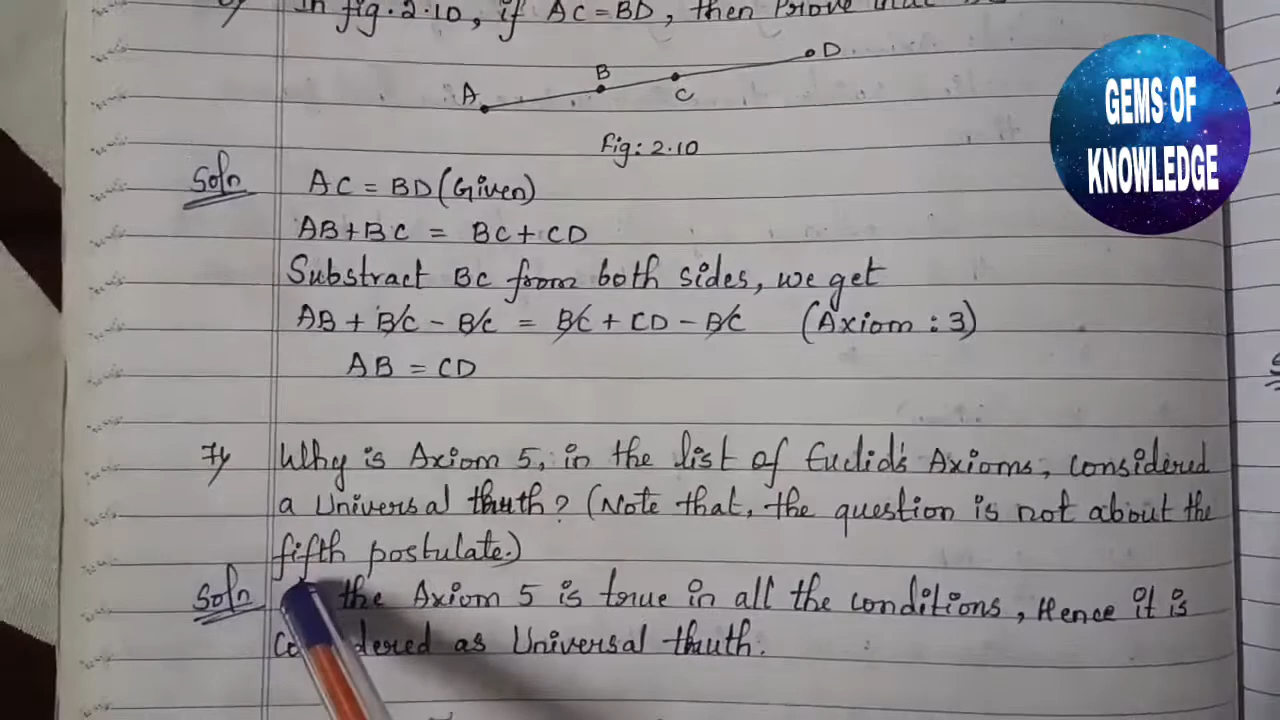 In fig. 2.10, if AC = BD, then Prove that
A B C D
Fig: 2.10
Soln AC = BD (Given)
AB + BC = BC + CD
Substract BC from both sides, we get
AB + BC - BC = BC + CD - BC (Axiom : 3)
AB = CD
7) Why is Axiom 5, in the list of Euclid's Axioms, considered
a Universal thuth? (Note that, the question is not about the
fifth postulate.)
Soln the Axiom 5 is true in all the conditions, Hence it is
as Universal thuth.
GEMS OF
KNOWLEDGE